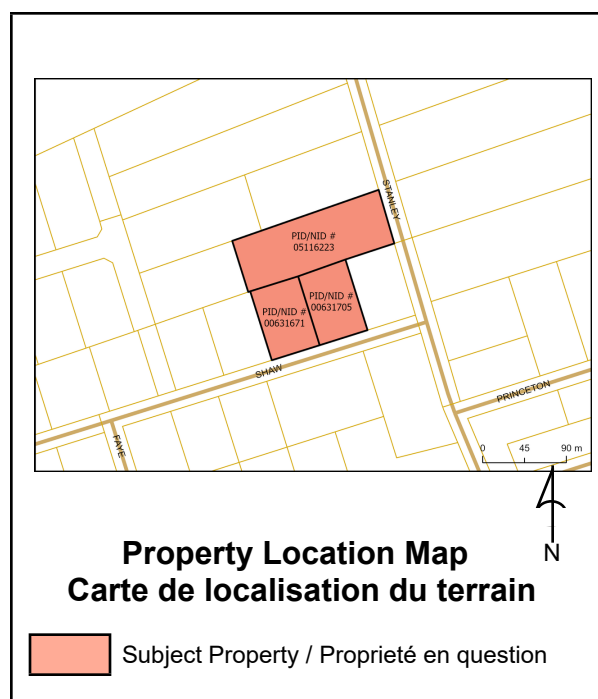 STANLEY
PID/NID #
05116223
PID/NID #
00631705
PID/NID #
00631671
SHAW
PRINCETON
FAYE
0 45 90 m
N
Property Location Map
Carte de localisation du terrain
Subject Property / Proprieté en question